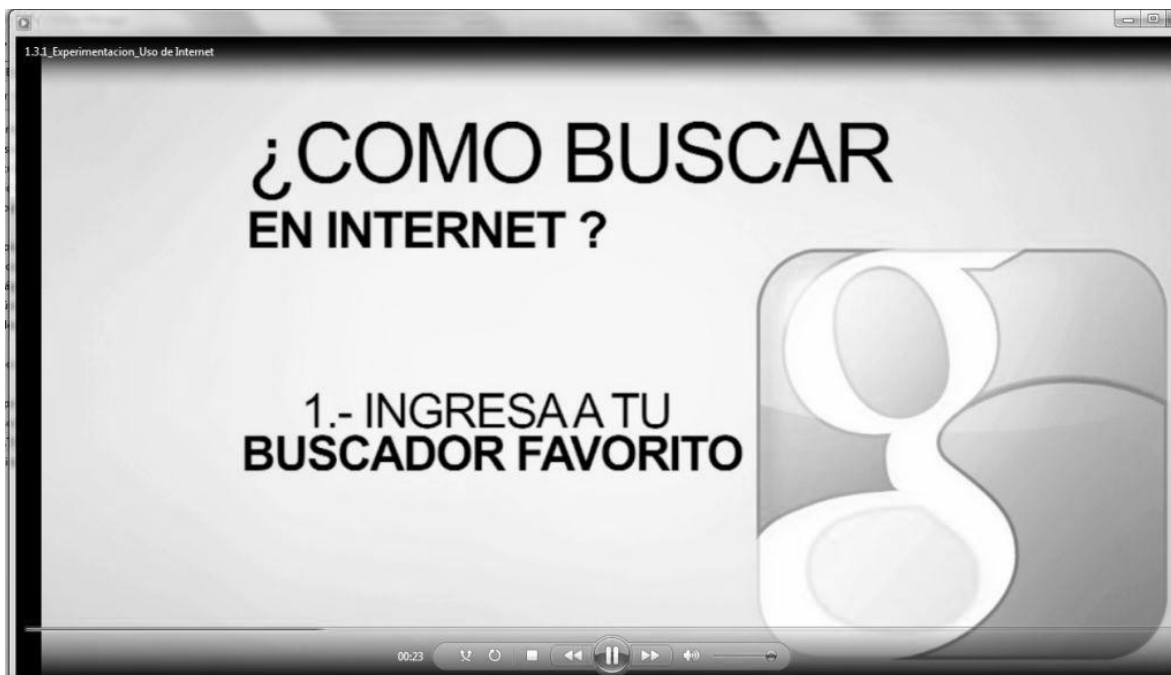 1.3.1_Experimentacion_Uso de Internet
¿COMO BUSCAR
EN INTERNET ?
1.- INGRESA A TU
BUSCADOR FAVORITO
g
00:23